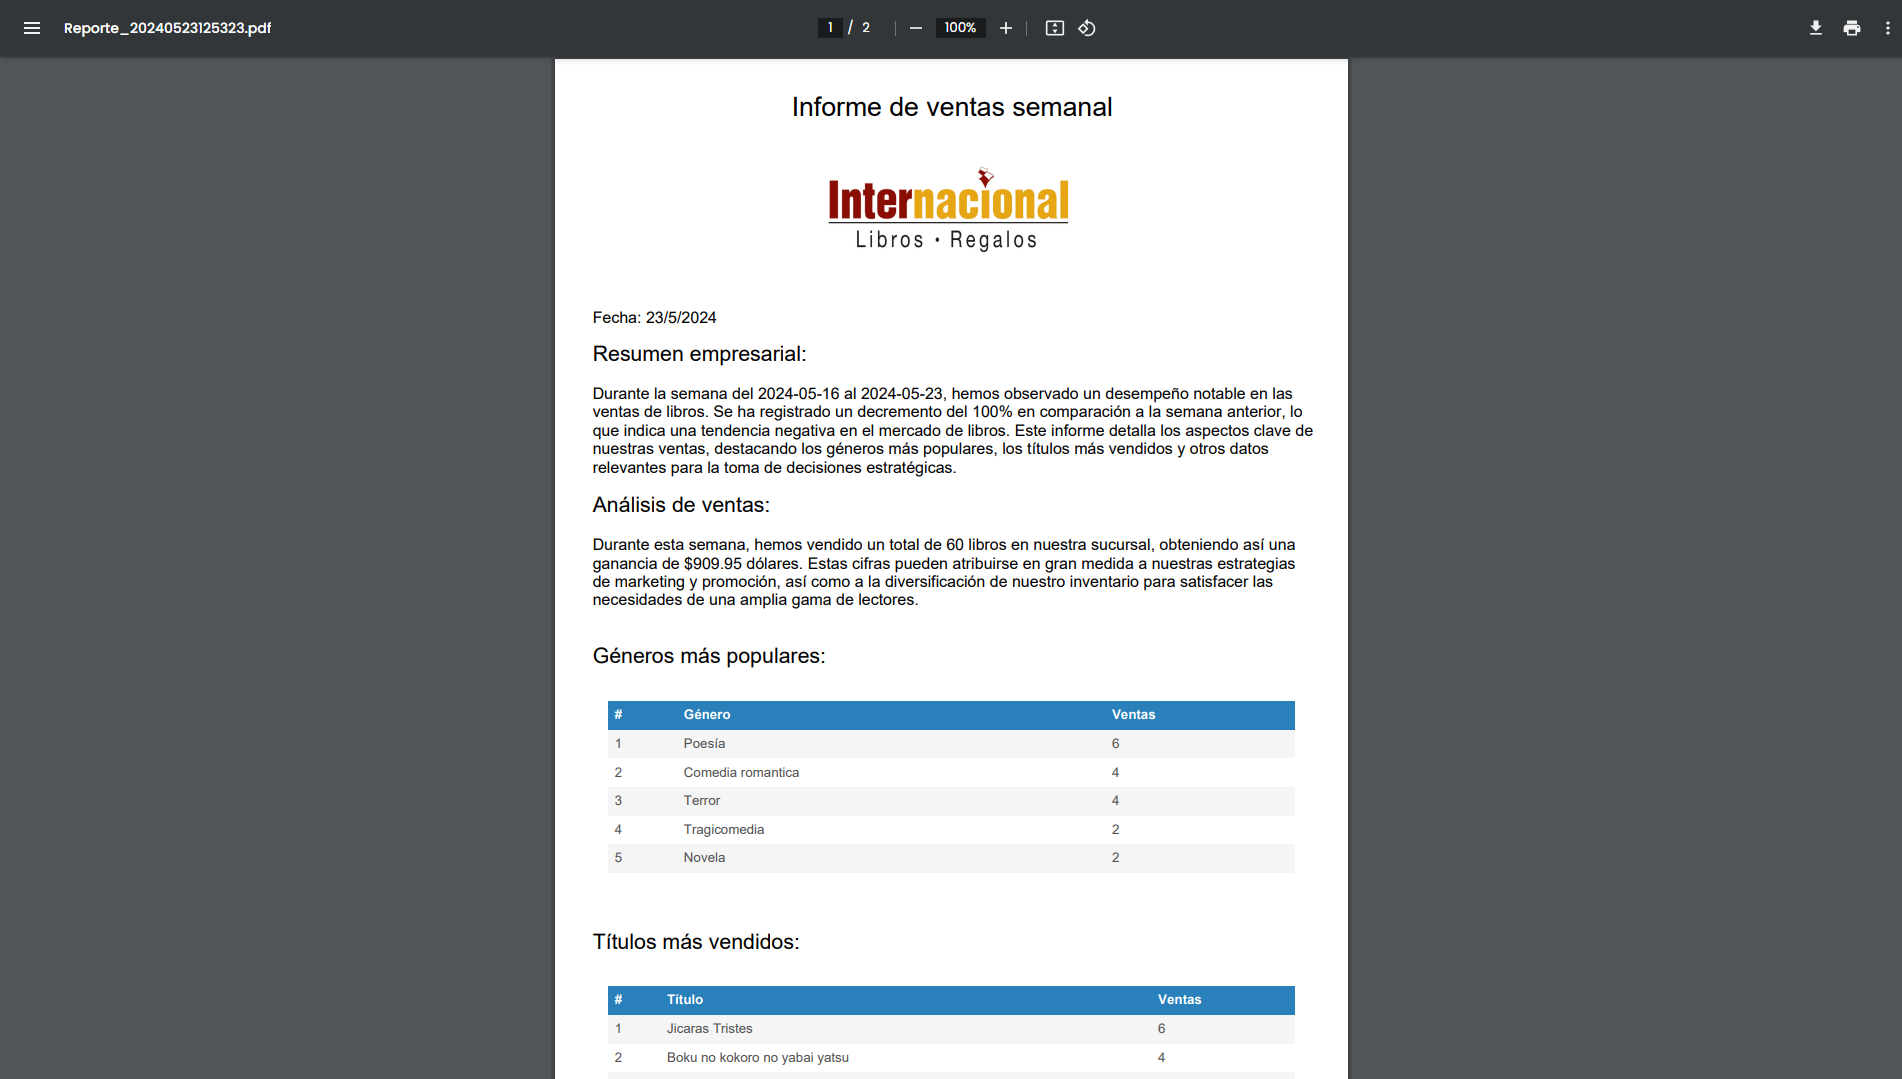 Reporte_20240523125323.pdf
1 / 2
100%
Informe de ventas semanal
Internacional
Libros • Regalos
Fecha: 23/5/2024
Resumen empresarial:
Durante la semana del 2024-05-16 al 2024-05-23, hemos observado un desempeño notable en las
ventas de libros. Se ha registrado un decremento del 100% en comparación a la semana anterior, lo
que indica una tendencia negativa en el mercado de libros. Este informe detalla los aspectos clave de
nuestras ventas, destacando los géneros más populares, los títulos más vendidos y otros datos
relevantes para la toma de decisiones estratégicas.
Análisis de ventas:
Durante esta semana, hemos vendido un total de 60 libros en nuestra sucursal, obteniendo así una
ganancia de $909.95 dólares. Estas cifras pueden atribuirse en gran medida a nuestras estrategias
de marketing y promoción, así como a la diversificación de nuestro inventario para satisfacer las
necesidades de una amplia gama de lectores.
Géneros más populares:
# Género Ventas
1 Poesía 6
2 Comedia romantica 4
3 Terror 4
4 Tragicomedia 2
5 Novela 2
Títulos más vendidos:
# Título Ventas
1 Jicaras Tristes 6
2 Boku no kokoro no yabai yatsu 4